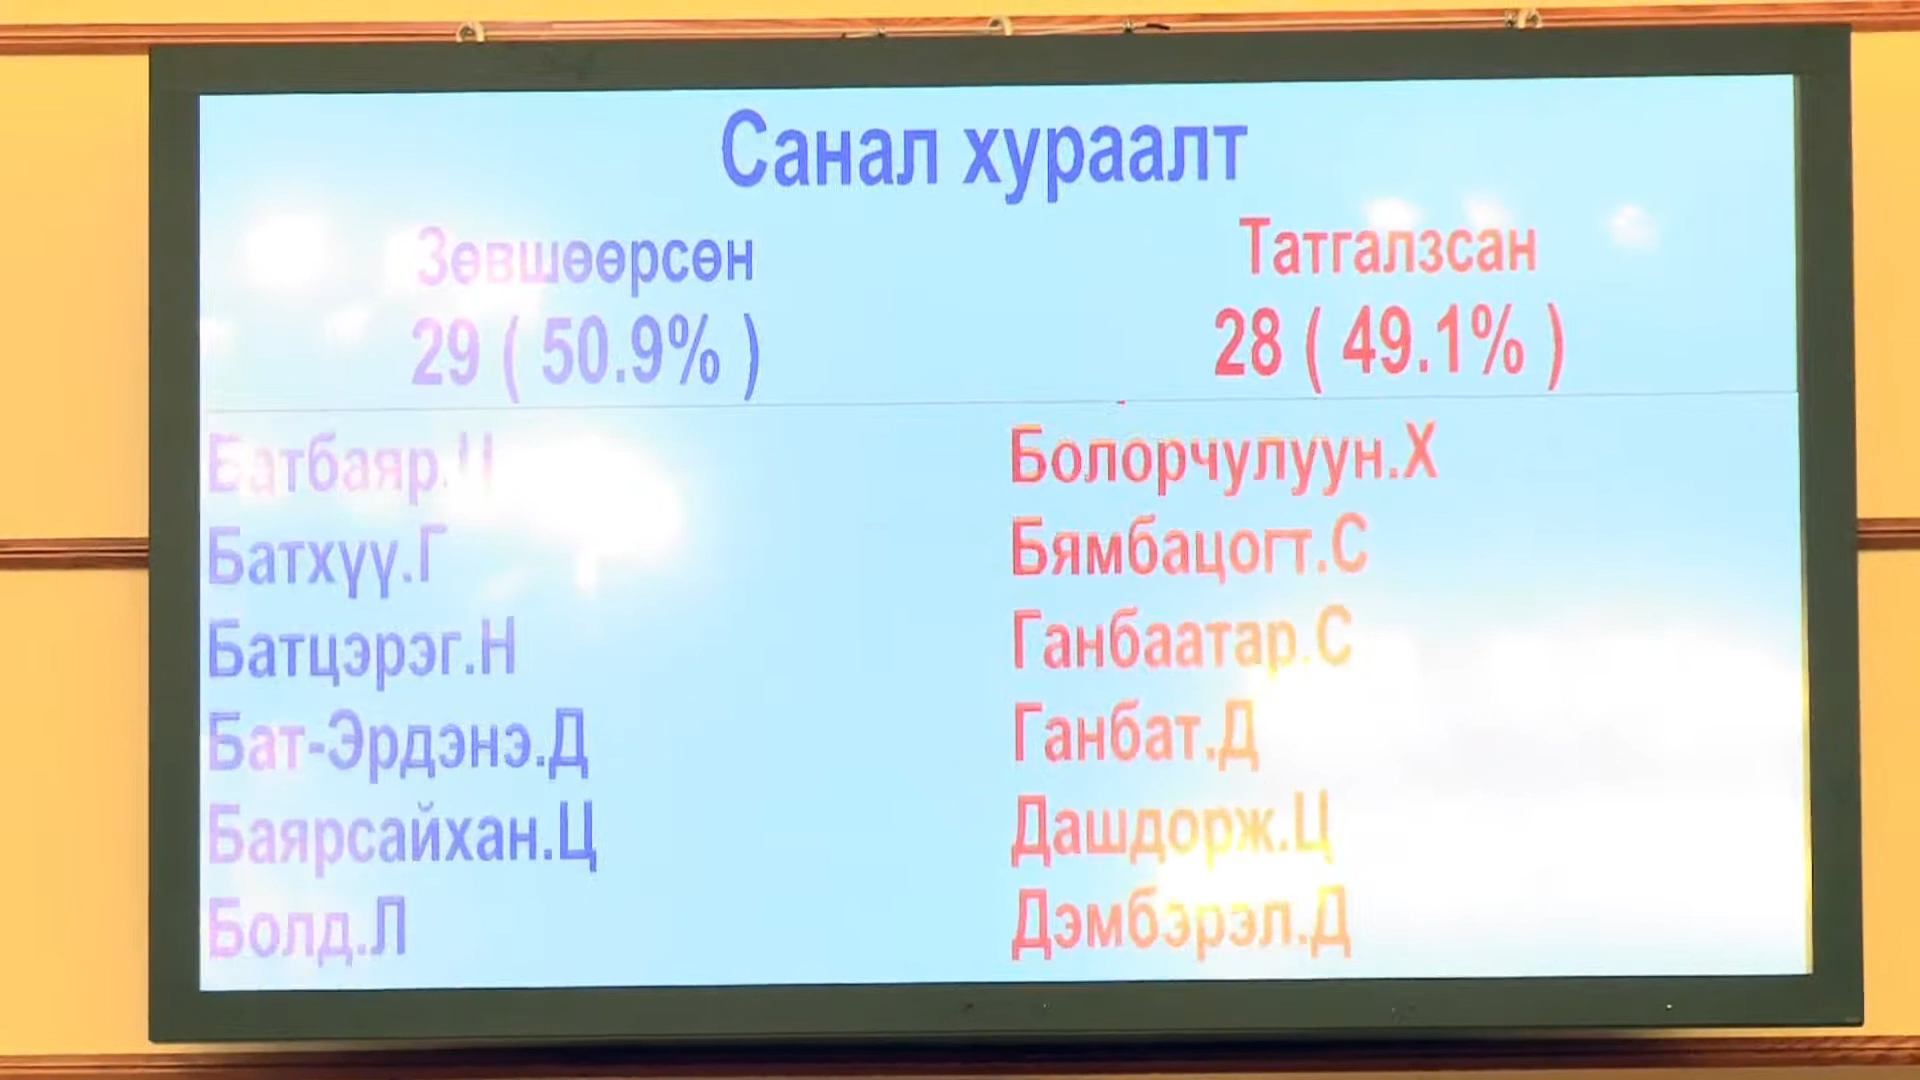 Санал хураалт
Зөвшөөрсөн
29 ( 50.9% )
Татгалзсан
28 ( 49.1% )
Батбаяр.Ц
Батхүү.Г
Батцэрэг.Н
Бат-Эрдэнэ.Д
Баярсайхан.Ц
Болд.Л
Болорчулуун.Х
Бямбацогт.С
Ганбаатар.С
Ганбат.Д
Дашдорж.Ц
Дэмбэрэл.Д